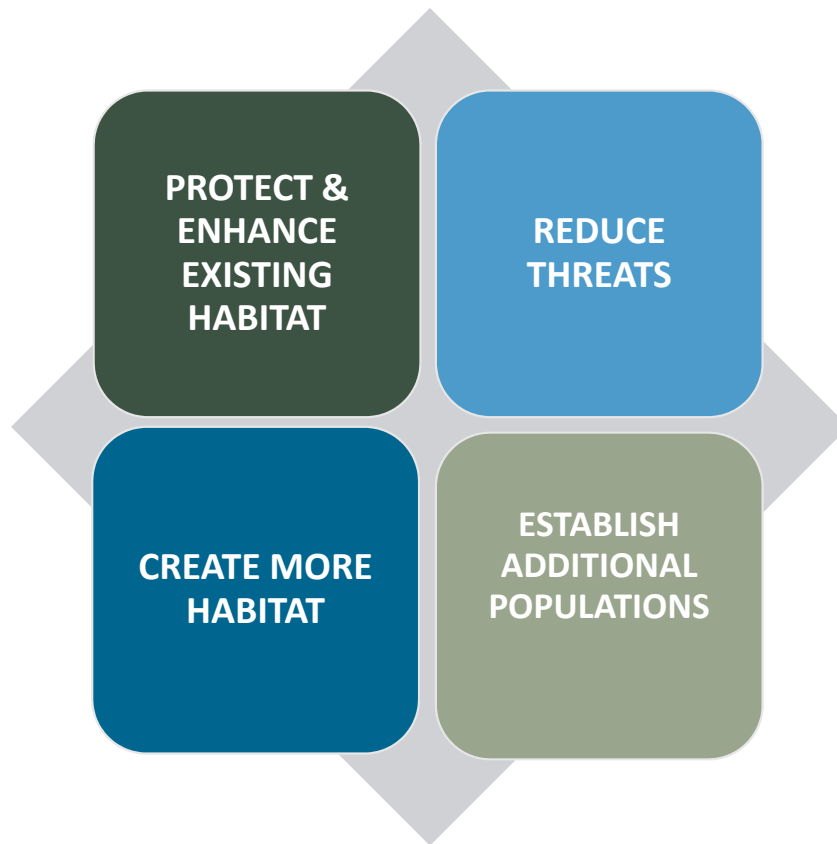 PROTECT &
ENHANCE
EXISTING
HABITAT
REDUCE
THREATS
CREATE MORE
HABITAT
ESTABLISH
ADDITIONAL
POPULATIONS